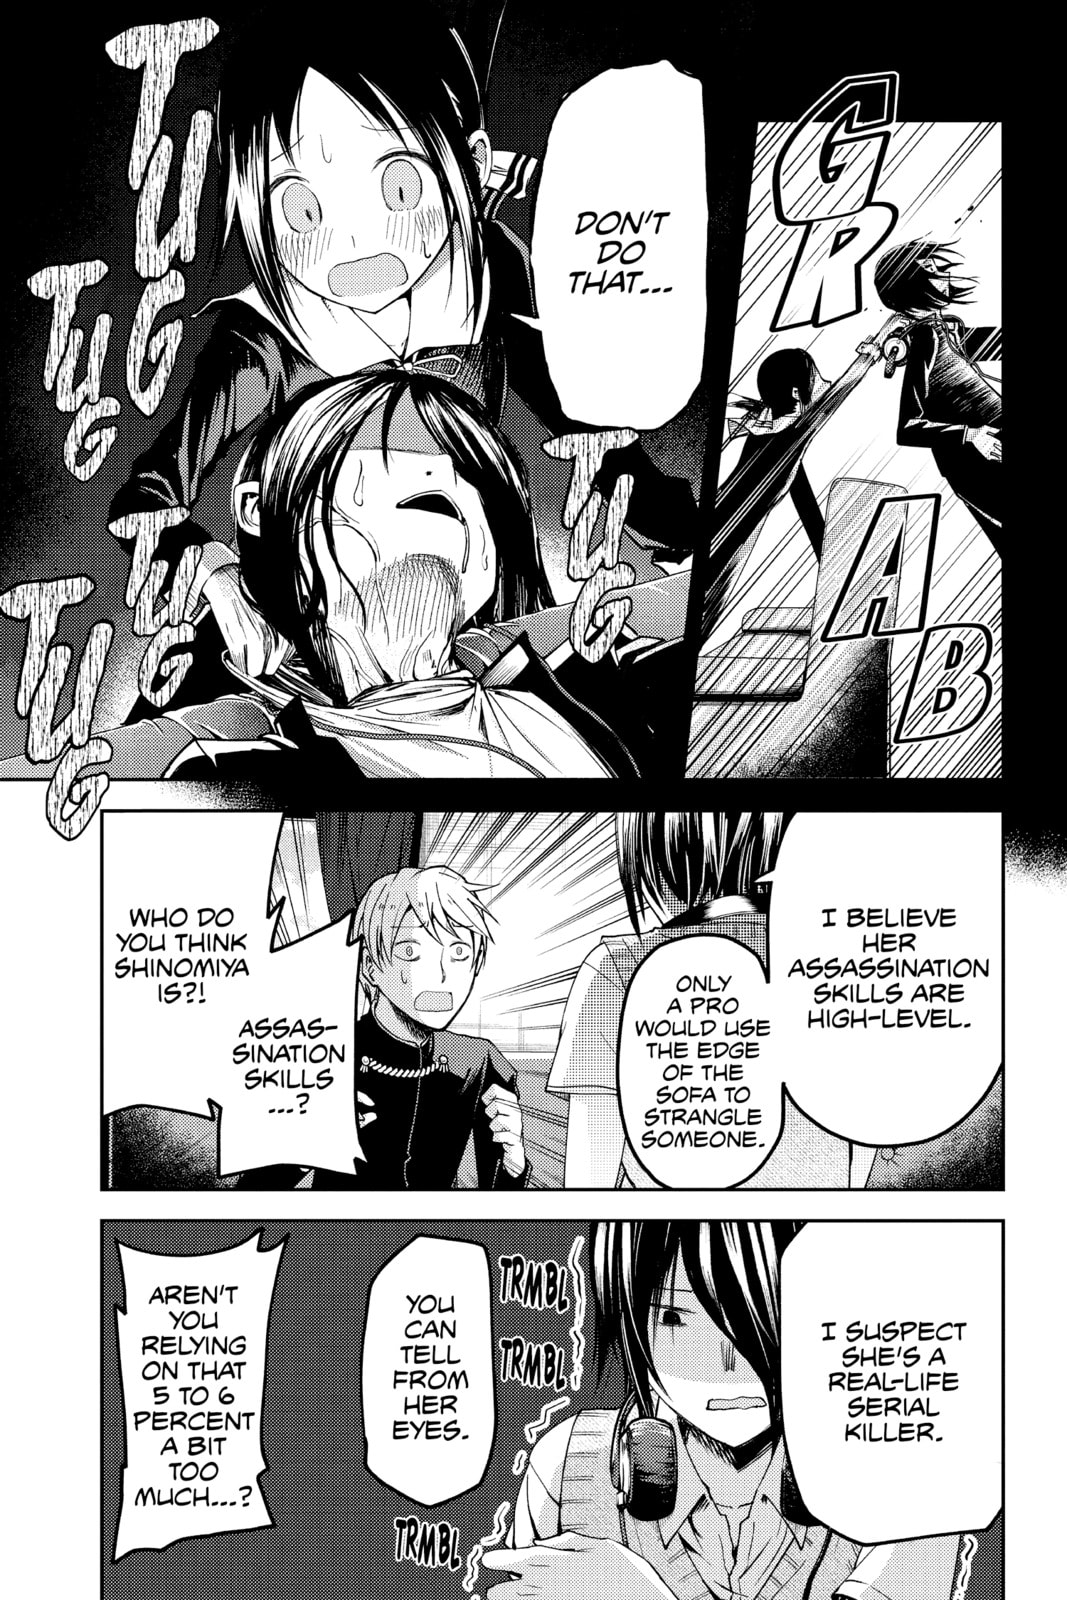 GR
AB
DON'T
DO
THAT...
TUG
TUG
TUG
TUG
TUG
I BELIEVE
HER
ASSASSINATION
SKILLS ARE
HIGH-LEVEL.
ONLY
A PRO
WOULD USE
THE EDGE
OF THE
SOFA TO
STRANGLE
SOMEONE.
ASSAS-
SINATION
SKILLS
...?
WHO DO
YOU THINK
SHINOMIYA
IS?!
I SUSPECT
SHE'S A
REAL-LIFE
SERIAL
KILLER.
TRMBL
TRMBL
TRMBL
YOU
CAN
TELL
FROM
HER
EYES.
AREN'T
YOU
RELYING
ON THAT
5 TO 6
PERCENT
A BIT
TOO
MUCH...?